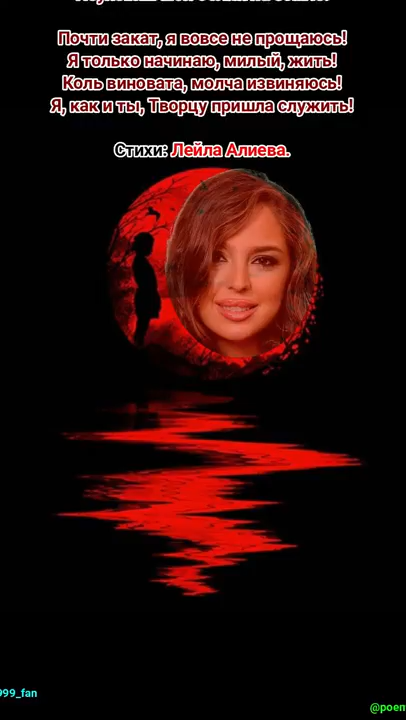 Почти закат, я вовсе не прощаюсь!
Я только начинаю, милый, жить!
Коль виновата, молча извиняюсь!
Я, как и ты, Творцу пришла служить!
Стихи: Лейла Алиева.
999_fan
@poem